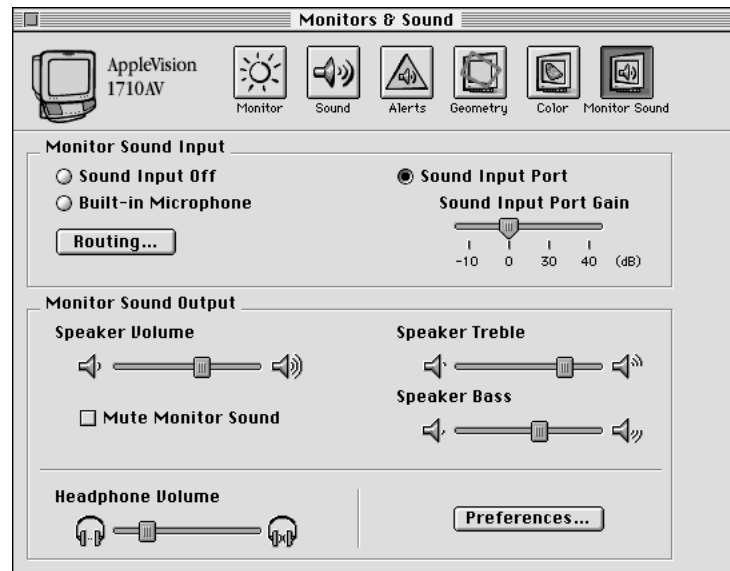 Monitors & Sound
AppleVision
1710AV
Monitor
Sound
Alerts
Geometry
Color
Monitor Sound
Monitor Sound Input
Sound Input Off
Built-in Microphone
Routing...
Sound Input Port
Sound Input Port Gain
-10 0 30 40 (dB)
Monitor Sound Output
Speaker Volume
Mute Monitor Sound
Speaker Treble
Speaker Bass
Headphone Volume
Preferences...